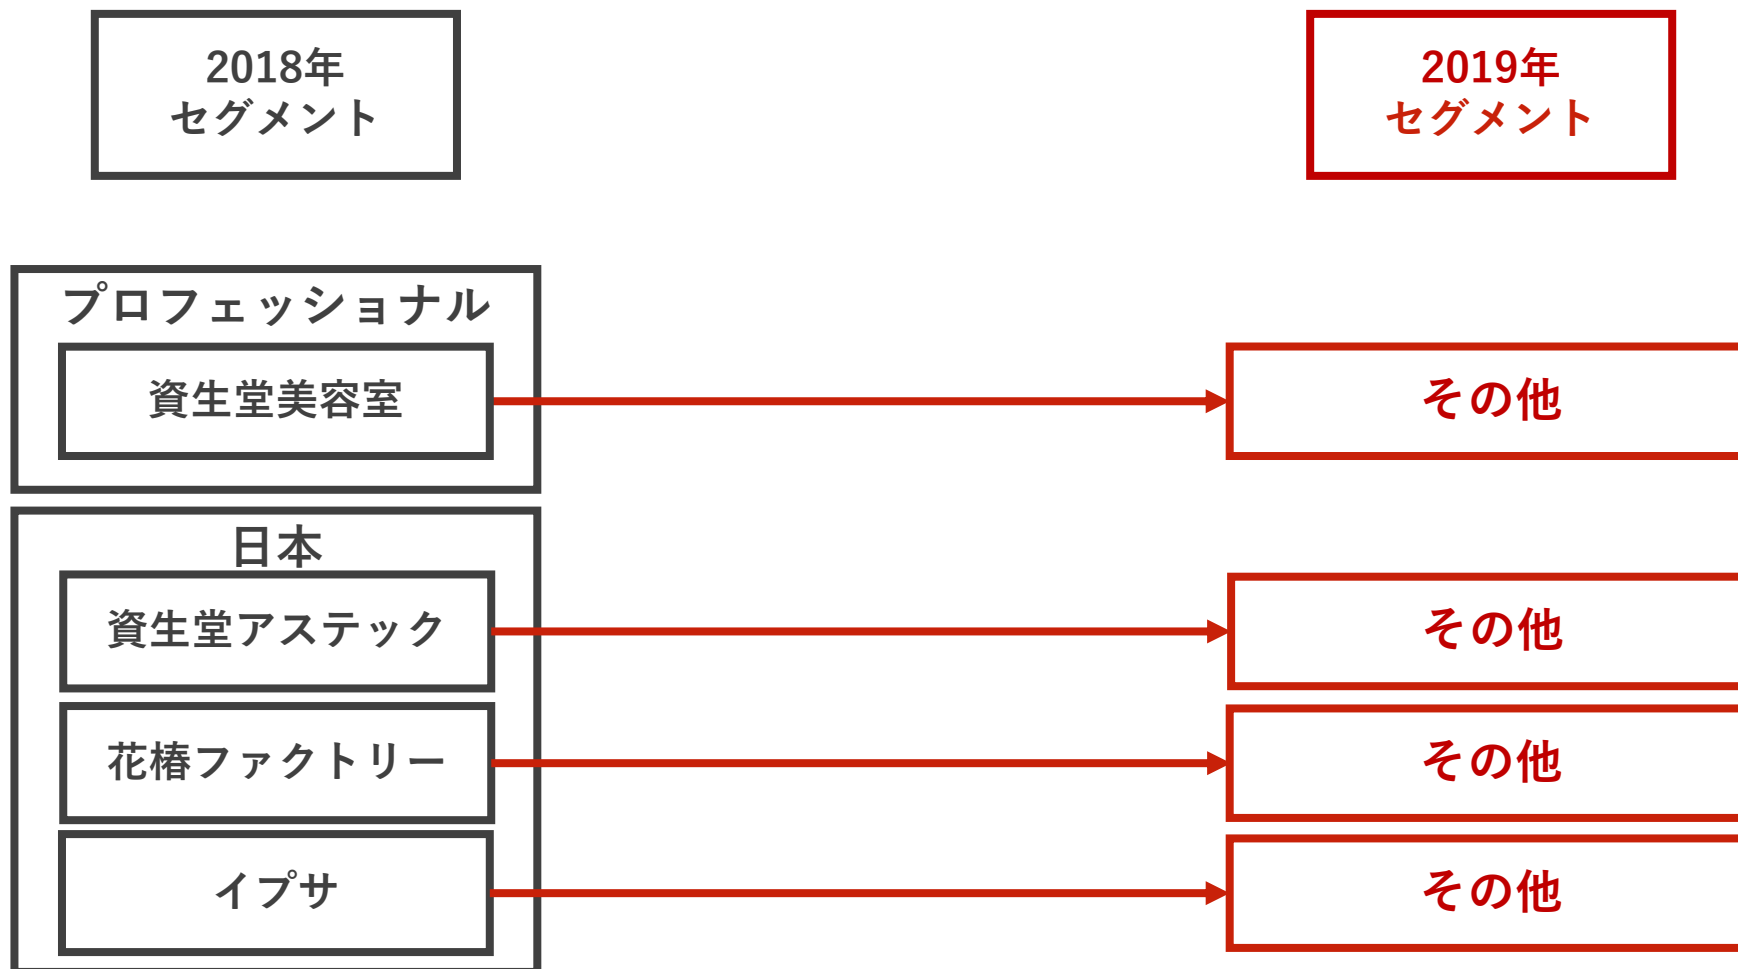 2018年
セグメント
2019年
セグメント
プロフェッショナル
資生堂美容室
その他
日本
資生堂アステック
その他
花椿ファクトリー
その他
イプサ
その他